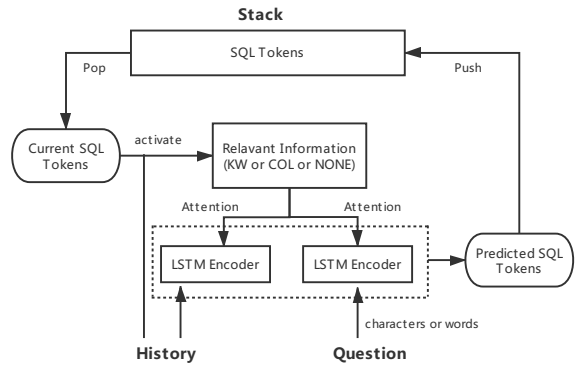 Stack
SQL Tokens
Pop
Push
Current SQL
Tokens
activate
Relavant Information
(KW or COL or NONE)
Attention
Attention
LSTM Encoder
LSTM Encoder
Predicted SQL
Tokens
characters or words
History
Question